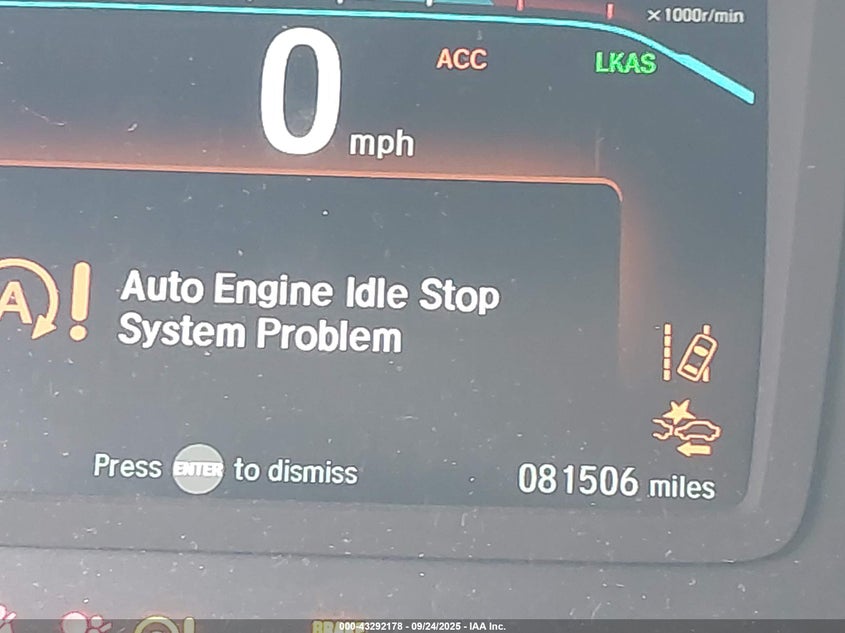 ×1000r/min
ACC
LKAS
0 mph
A
Auto Engine Idle Stop
System Problem
Press ENTER to dismiss
081506 miles
000-43292178 - 09/24/2025 - IAA Inc.